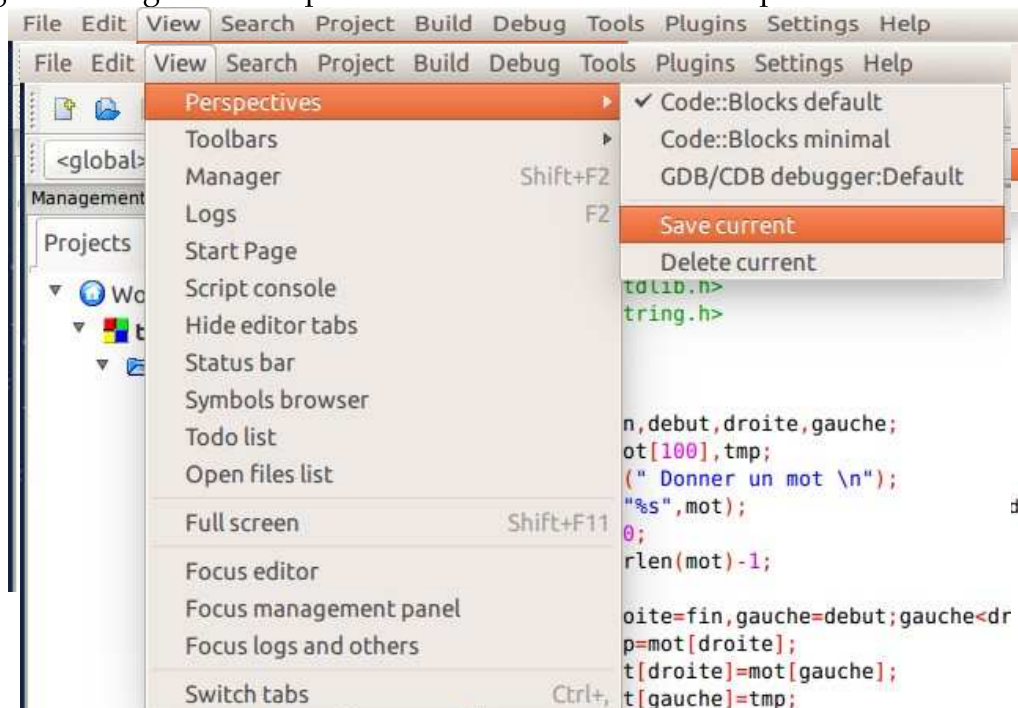 File Edit View Search Project Build Debug Tools Plugins Settings Help
File Edit View Search Project Build Debug Tools Plugins Settings Help
Perspectives
✔ Code::Blocks default
Toolbars
Code::Blocks minimal
<global>
Manager Shift+F2
GDB/CDB debugger:Default
Management
Logs F2
Save current
Projects
Start Page
Delete current
Script console
tdlib.h>
Wo
Hide editor tabs
tring.h>
t
Status bar
Symbols browser
n,debut,droite,gauche;
Todo list
ot[100],tmp;
Open files list
(" Donner un mot \n");
"%s",mot);
Full screen Shift+F11
0;
rlen(mot)-1;
Focus editor
Focus management panel
oite=fin,gauche=debut;gauche<dr
Focus logs and others
p=mot[droite];
t[droite]=mot[gauche];
Switch tabs Ctrl+,
t[gauche]=tmp;